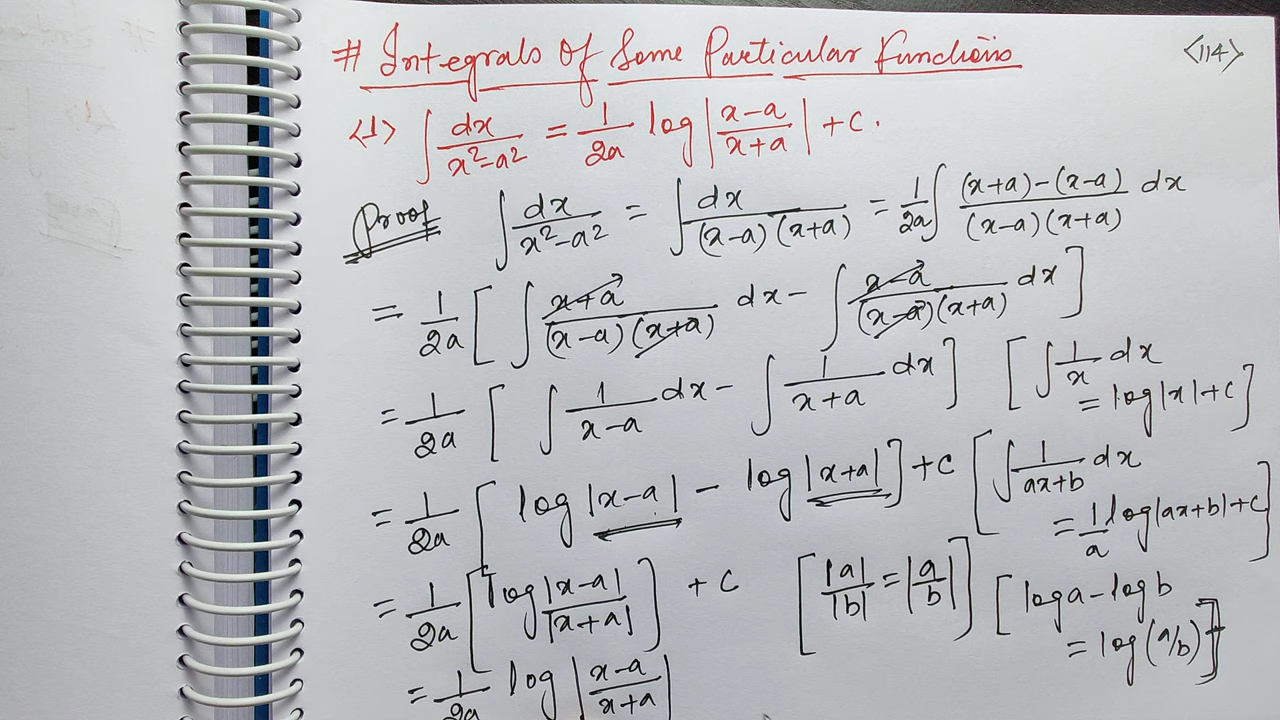 # Integrals Of Some Particular Functions <114>
<1> ∫ dx/(x²-a²) = 1/2a log |(x-a)/(x+a)| + c.
Proof ∫ dx/(x²-a²) = ∫ dx/((x-a)(x+a)) = 1/2a ∫ ((x+a)-(x-a))/((x-a)(x+a)) dx
= 1/2a [ ∫ (x+a)/((x-a)(x+a)) dx - ∫ (x-a)/((x-a)(x+a)) dx ]
= 1/2a [ ∫ 1/(x-a) dx - ∫ 1/(x+a) dx ] [ ∫ 1/x dx = log|x|+c ]
= 1/2a [ log|x-a| - log|x+a| ] + c [ ∫ 1/(ax+b) dx = 1/a log|ax+b|+c ]
= 1/2a [ log |x-a|/|x+a| ] + c [ |a|/|b| = |a/b| ] [ log a - log b = log(a/b) ]
= 1/2a log |(x-a)/(x+a)|